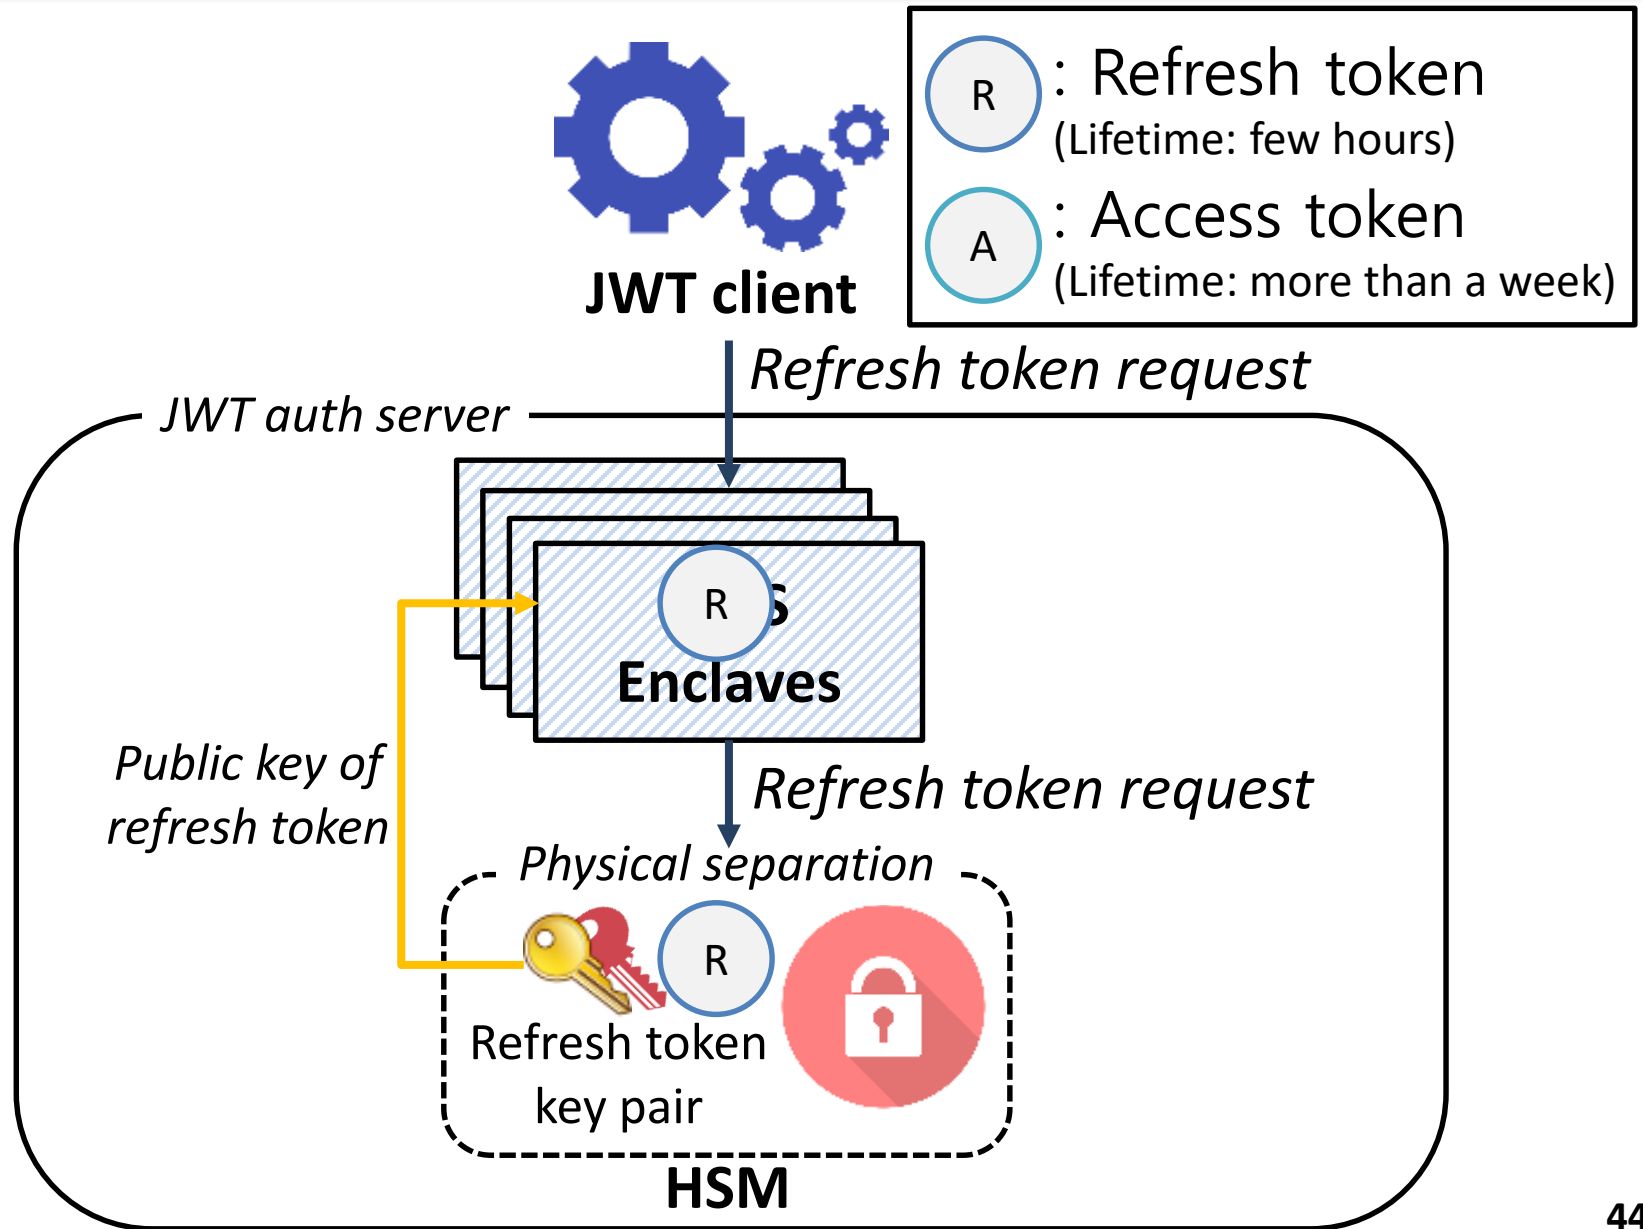 R : Refresh token
(Lifetime: few hours)
A : Access token
(Lifetime: more than a week)
JWT client
Refresh token request
JWT auth server
R
Enclaves
Public key of
refresh token
Refresh token request
Physical separation
R
Refresh token
key pair
HSM
44